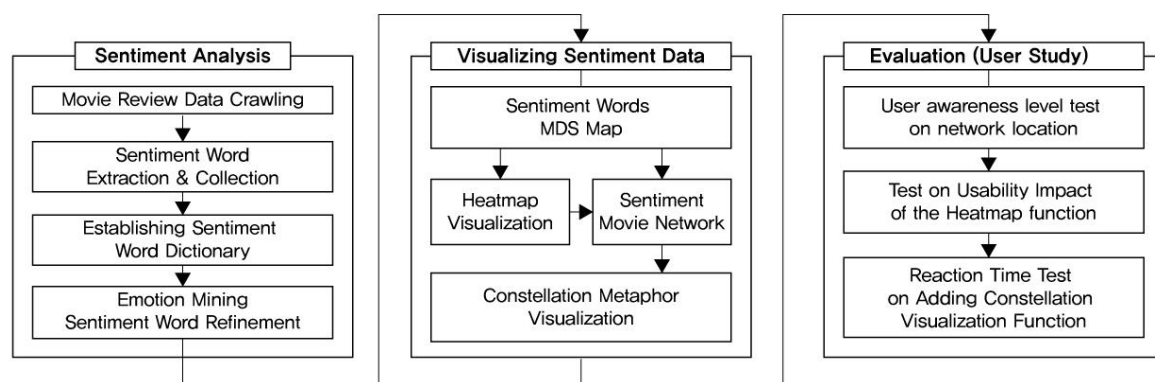 Sentiment Analysis
Movie Review Data Crawling
Sentiment Word
Extraction & Collection
Establishing Sentiment
Word Dictionary
Emotion Mining
Sentiment Word Refinement
Visualizing Sentiment Data
Sentiment Words
MDS Map
Heatmap
Visualization
Sentiment
Movie Network
Constellation Metaphor
Visualization
Evaluation (User Study)
User awareness level test
on network location
Test on Usability Impact
of the Heatmap function
Reaction Time Test
on Adding Constellation
Visualization Function